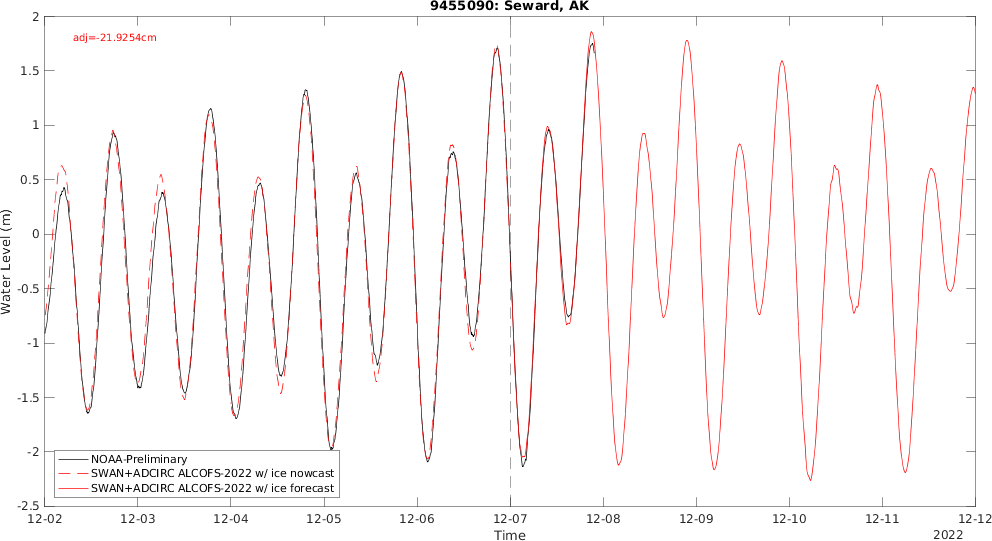 9455090: Seward, AK
adj=-21.9254cm
2
1.5
1
0.5
0
-0.5
-1
-1.5
-2
-2.5
Water Level (m)
NOAA-Preliminary
SWAN+ADCIRC ALCOFS-2022 w/ ice nowcast
SWAN+ADCIRC ALCOFS-2022 w/ ice forecast
12-02 12-03 12-04 12-05 12-06 12-07 12-08 12-09 12-10 12-11 12-12
Time
2022